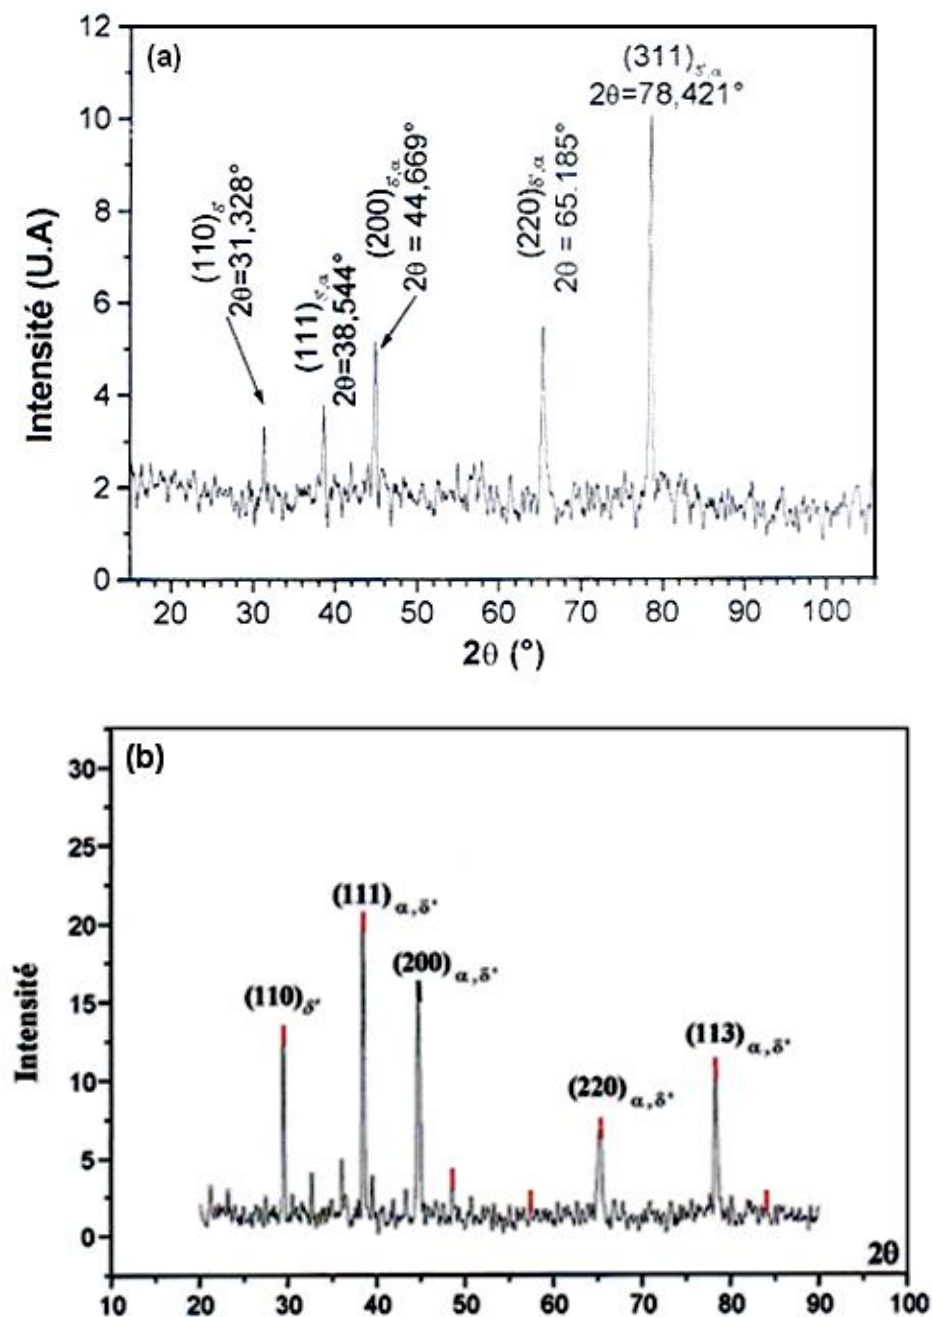 (a)
12
10
8
6
4
2
0
Intensité (U.A)
(110)δ'
2θ=31,328°
(111)δ',α
2θ=38,544°
(200)δ',α
2θ = 44,669°
(220)δ',α
2θ = 65.185°
(311)δ',α
2θ=78,421°
20 30 40 50 60 70 80 90 100
2θ (°)
(b)
30
25
20
15
10
5
0
Intensité
(110)δ'
(111)α,δ'
(200)α,δ'
(220)α,δ'
(113)α,δ'
2θ
10 20 30 40 50 60 70 80 90 100